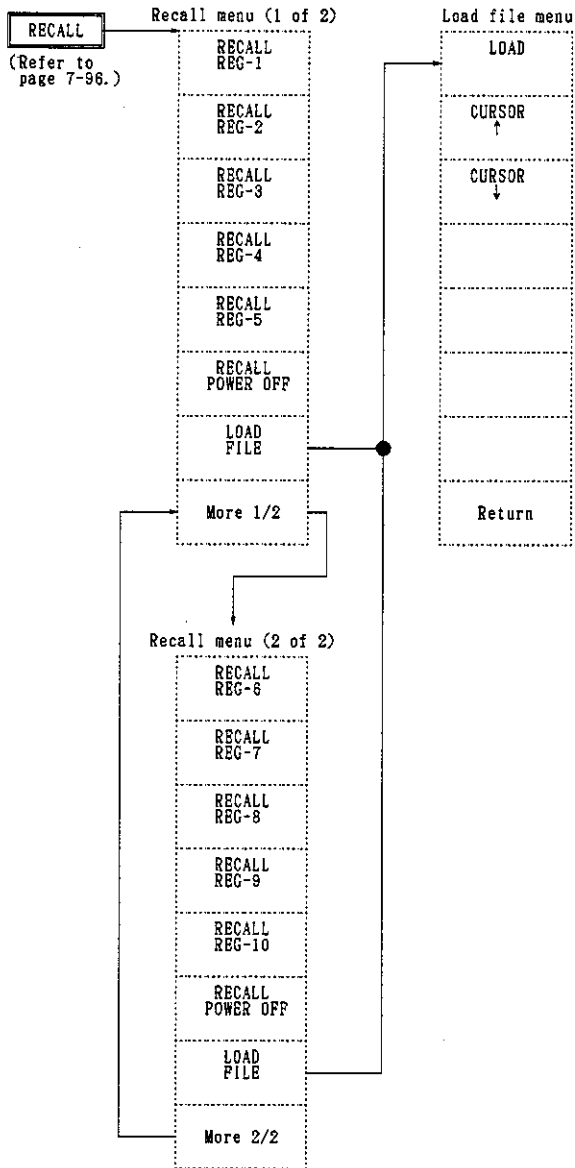 RECALL
(Refer to
page 7-96.)
Recall menu (1 of 2)
RECALL
REG-1
RECALL
REG-2
RECALL
REG-3
RECALL
REG-4
RECALL
REG-5
RECALL
POWER OFF
LOAD
FILE
More 1/2
Load file menu
LOAD
CURSOR
↑
CURSOR
↓
Return
Recall menu (2 of 2)
RECALL
REG-6
RECALL
REG-7
RECALL
REG-8
RECALL
REG-9
RECALL
REG-10
RECALL
POWER OFF
LOAD
FILE
More 2/2